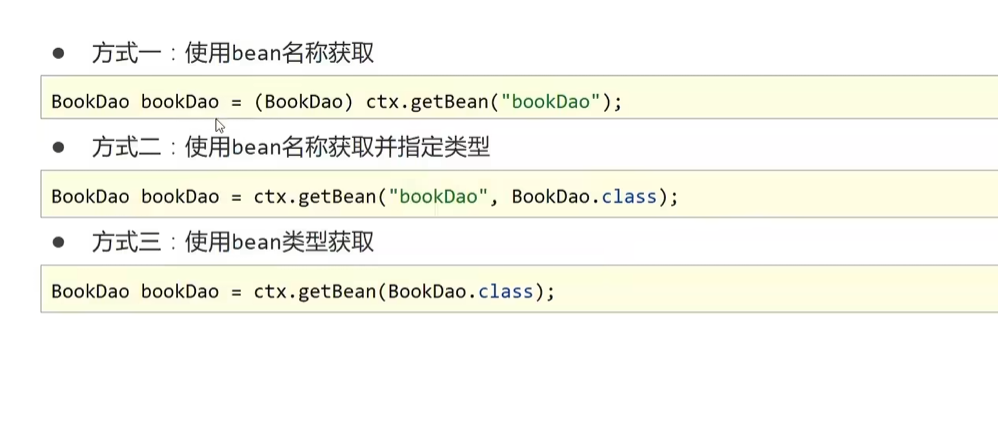 ● 方式一：使用bean名称获取
BookDao bookDao = (BookDao) ctx.getBean("bookDao");
● 方式二：使用bean名称获取并指定类型
BookDao bookDao = ctx.getBean("bookDao", BookDao.class);
● 方式三：使用bean类型获取
BookDao bookDao = ctx.getBean(BookDao.class);